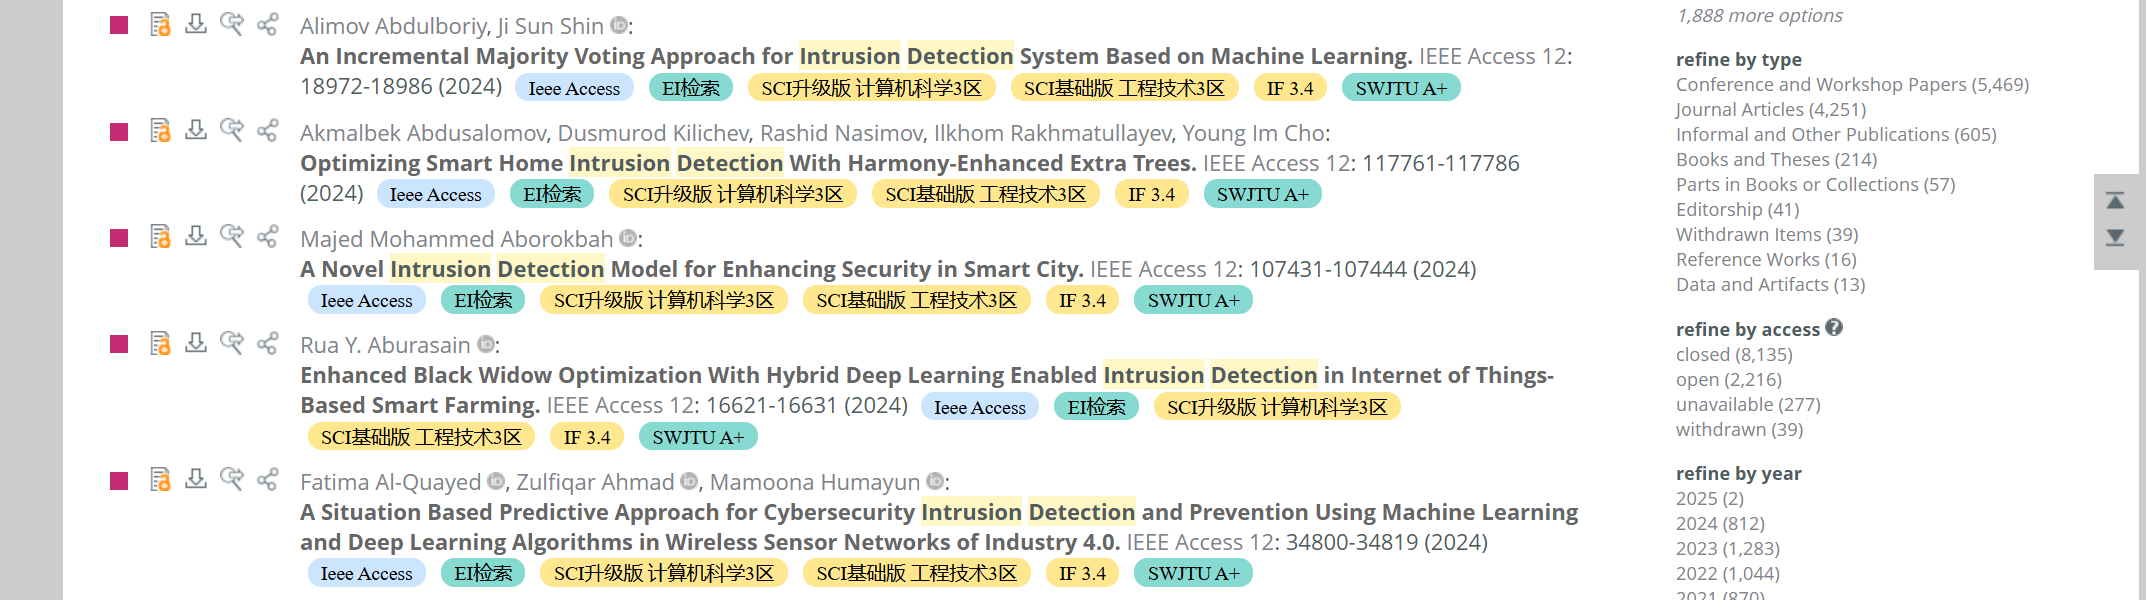 Alimov Abdulboriy, Ji Sun Shin:
An Incremental Majority Voting Approach for Intrusion Detection System Based on Machine Learning. IEEE Access 12:
18972-18986 (2024) Ieee Access EI检索 SCI升级版 计算机科学3区 SCI基础版 工程技术3区 IF 3.4 SWJTU A+
Akmalbek Abdusalomov, Dusmurod Kilichev, Rashid Nasimov, Ilkhom Rakhmatullayev, Young Im Cho:
Optimizing Smart Home Intrusion Detection With Harmony-Enhanced Extra Trees. IEEE Access 12: 117761-117786
(2024) Ieee Access EI检索 SCI升级版 计算机科学3区 SCI基础版 工程技术3区 IF 3.4 SWJTU A+
Majed Mohammed Aborokbah:
A Novel Intrusion Detection Model for Enhancing Security in Smart City. IEEE Access 12: 107431-107444 (2024)
Ieee Access EI检索 SCI升级版 计算机科学3区 SCI基础版 工程技术3区 IF 3.4 SWJTU A+
Rua Y. Aburasain:
Enhanced Black Widow Optimization With Hybrid Deep Learning Enabled Intrusion Detection in Internet of Things-
Based Smart Farming. IEEE Access 12: 16621-16631 (2024) Ieee Access EI检索 SCI升级版 计算机科学3区
SCI基础版 工程技术3区 IF 3.4 SWJTU A+
Fatima Al-Quayed, Zulfiqar Ahmad, Mamoona Humayun:
A Situation Based Predictive Approach for Cybersecurity Intrusion Detection and Prevention Using Machine Learning
and Deep Learning Algorithms in Wireless Sensor Networks of Industry 4.0. IEEE Access 12: 34800-34819 (2024)
Ieee Access EI检索 SCI升级版 计算机科学3区 SCI基础版 工程技术3区 IF 3.4 SWJTU A+
1,888 more options
refine by type
Conference and Workshop Papers (5,469)
Journal Articles (4,251)
Informal and Other Publications (605)
Books and Theses (214)
Parts in Books or Collections (57)
Editorship (41)
Withdrawn Items (39)
Reference Works (16)
Data and Artifacts (13)
refine by access
closed (8,135)
open (2,216)
unavailable (277)
withdrawn (39)
refine by year
2025 (2)
2024 (812)
2023 (1,283)
2022 (1,044)
2021 (870)